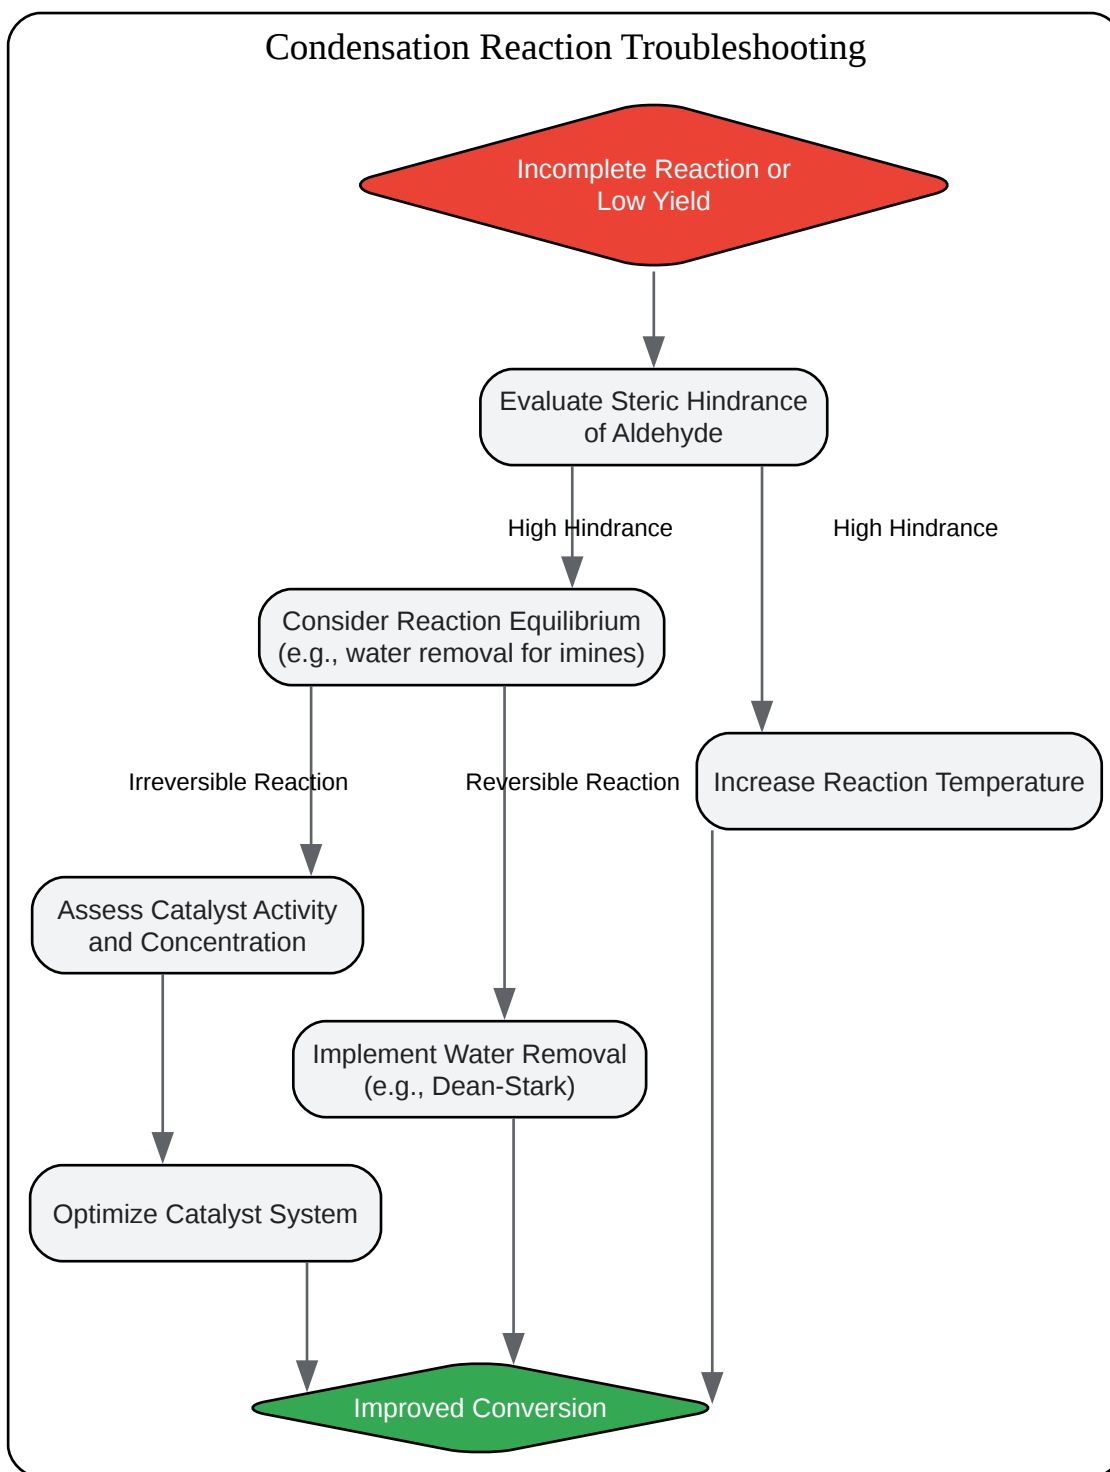 Condensation Reaction Troubleshooting
Incomplete Reaction or
Low Yield
Evaluate Steric Hindrance
of Aldehyde
High Hindrance
High Hindrance
Consider Reaction Equilibrium
(e.g., water removal for imines)
Irreversible Reaction
Reversible Reaction
Increase Reaction Temperature
Assess Catalyst Activity
and Concentration
Implement Water Removal
(e.g., Dean-Stark)
Optimize Catalyst System
Improved Conversion